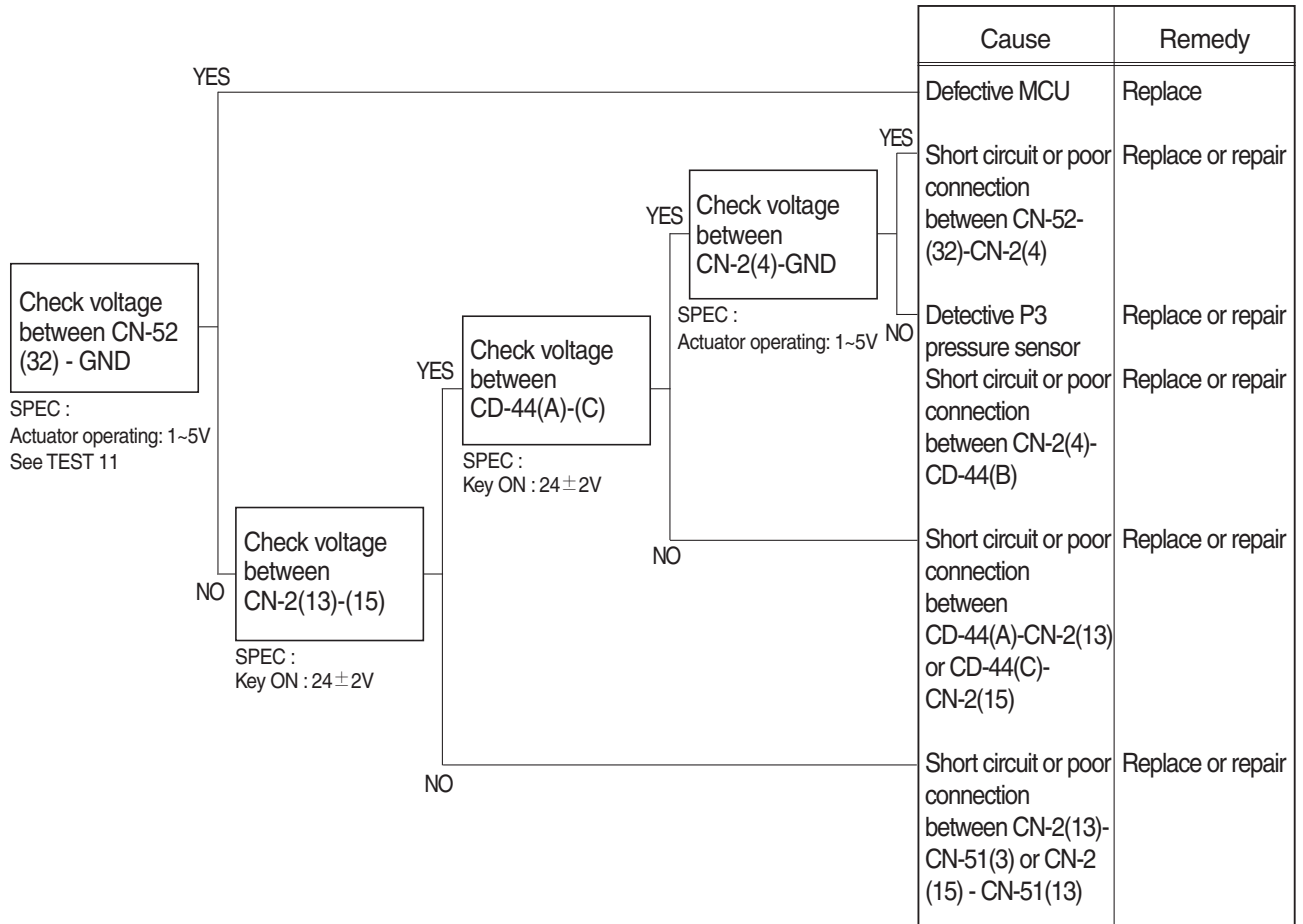 Cause
Remedy
YES
Defective MCU
Replace
YES
Short circuit or poor
connection
between CN-52-
(32)-CN-2(4)
Replace or repair
YES
Check voltage
between
CN-2(4)-GND
SPEC :
Actuator operating: 1~5V
NO
Detective P3
pressure sensor
Replace or repair
Short circuit or poor
connection
between CN-2(4)-
CD-44(B)
Replace or repair
Check voltage
between CN-52
(32) - GND
SPEC :
Actuator operating: 1~5V
See TEST 11
YES
Check voltage
between
CD-44(A)-(C)
SPEC :
Key ON : 24±2V
NO
Short circuit or poor
connection
between
CD-44(A)-CN-2(13)
or CD-44(C)-
CN-2(15)
Replace or repair
NO
Check voltage
between
CN-2(13)-(15)
SPEC :
Key ON : 24±2V
NO
Short circuit or poor
connection
between CN-2(13)-
CN-51(3) or CN-2
(15) - CN-51(13)
Replace or repair